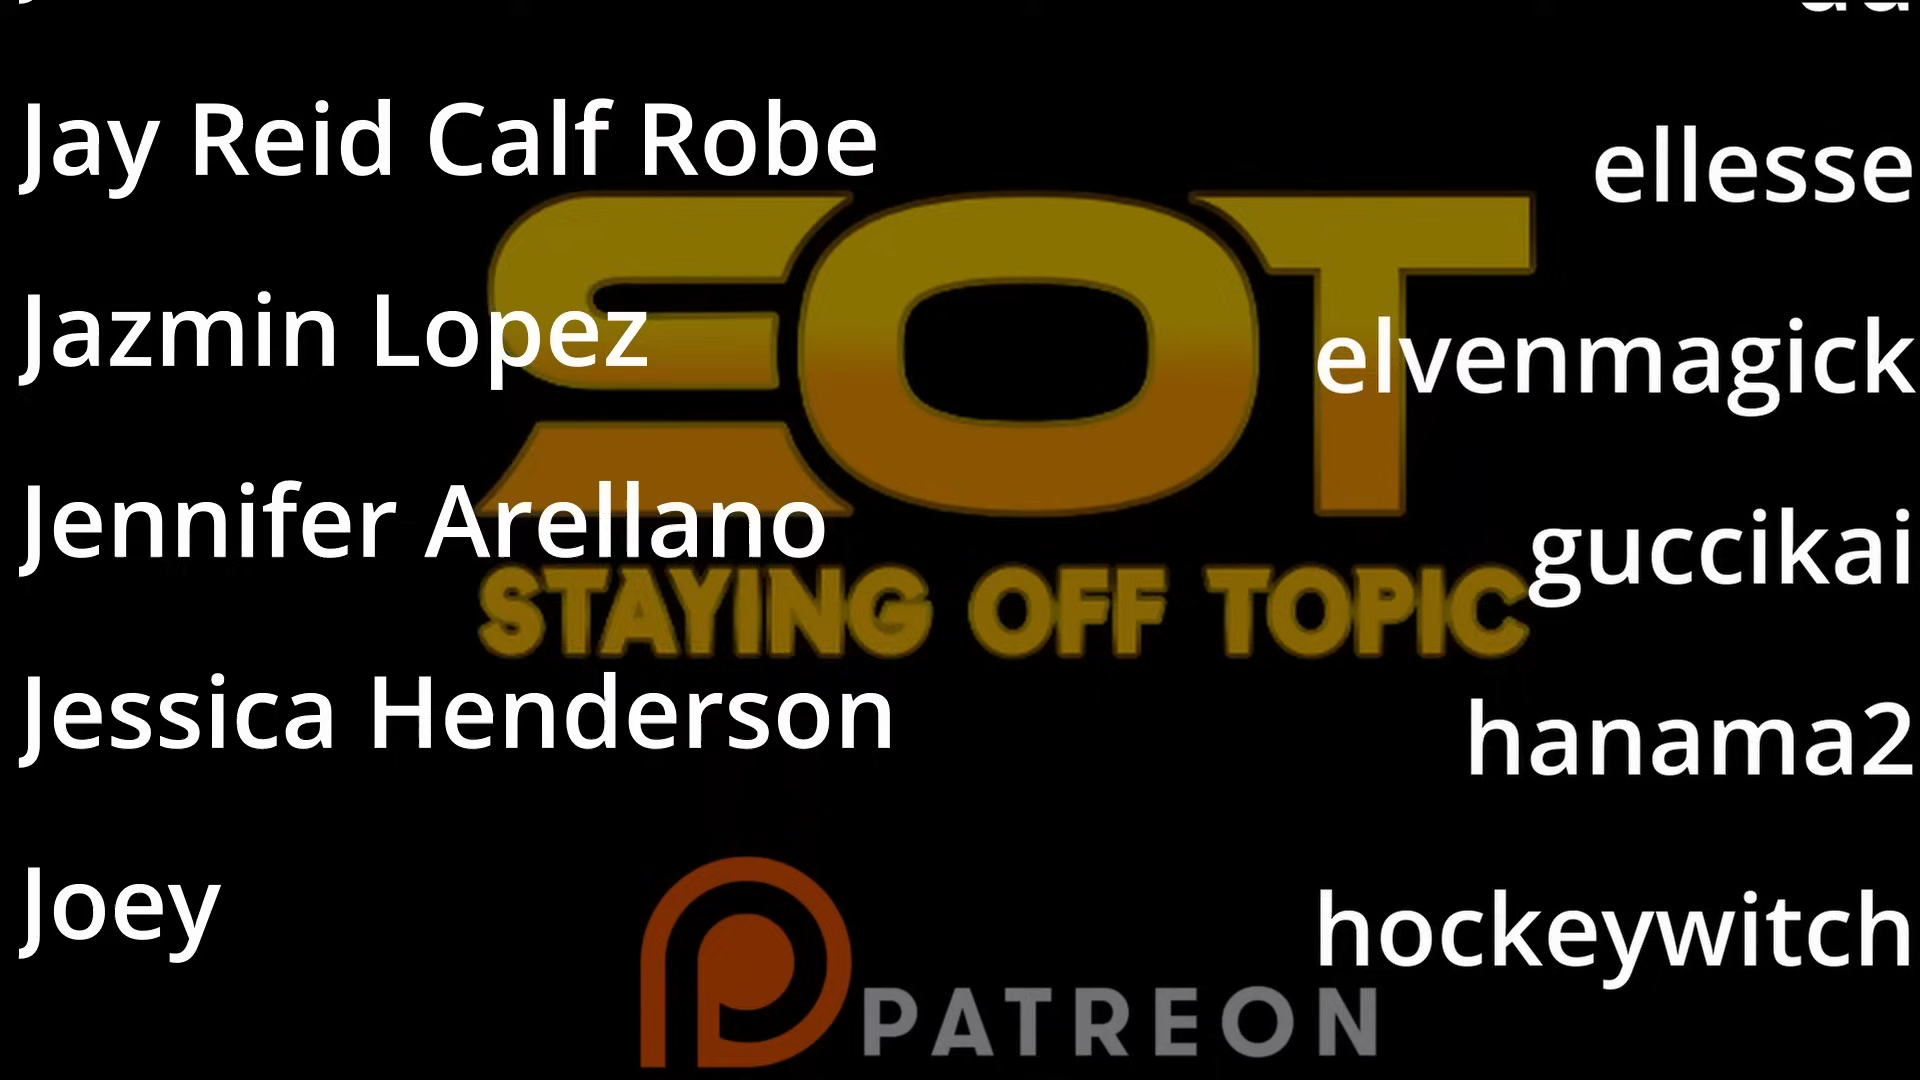 Jay Reid Calf Robe
Jazmin Lopez
Jennifer Arellano
Jessica Henderson
Joey
ellesse
elvenmagick
guccikai
hanama2
hockeywitch
SOT
STAYING OFF TOPIC
PATREON